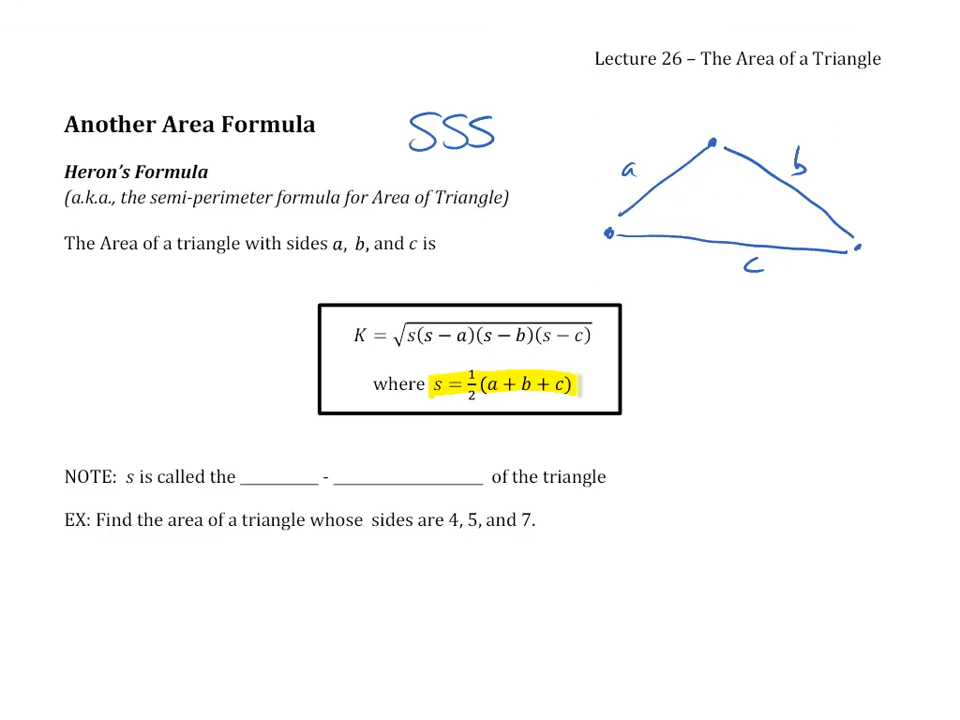 Lecture 26 – The Area of a Triangle
Another Area Formula SSS
Heron's Formula
(a.k.a., the semi-perimeter formula for Area of Triangle)
The Area of a triangle with sides a, b, and c is
a
b
c
K = √s(s − a)(s − b)(s − c)
where s = ½(a + b + c)
NOTE: s is called the _________ - _________________ of the triangle
EX: Find the area of a triangle whose sides are 4, 5, and 7.